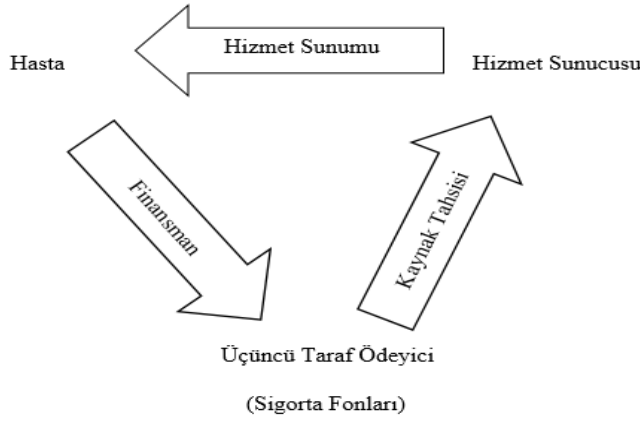 Hizmet Sunumu
Hasta
Hizmet Sunucusu
Finansman
Kaynak Tahsisi
Üçüncü Taraf Ödeyici
(Sigorta Fonları)